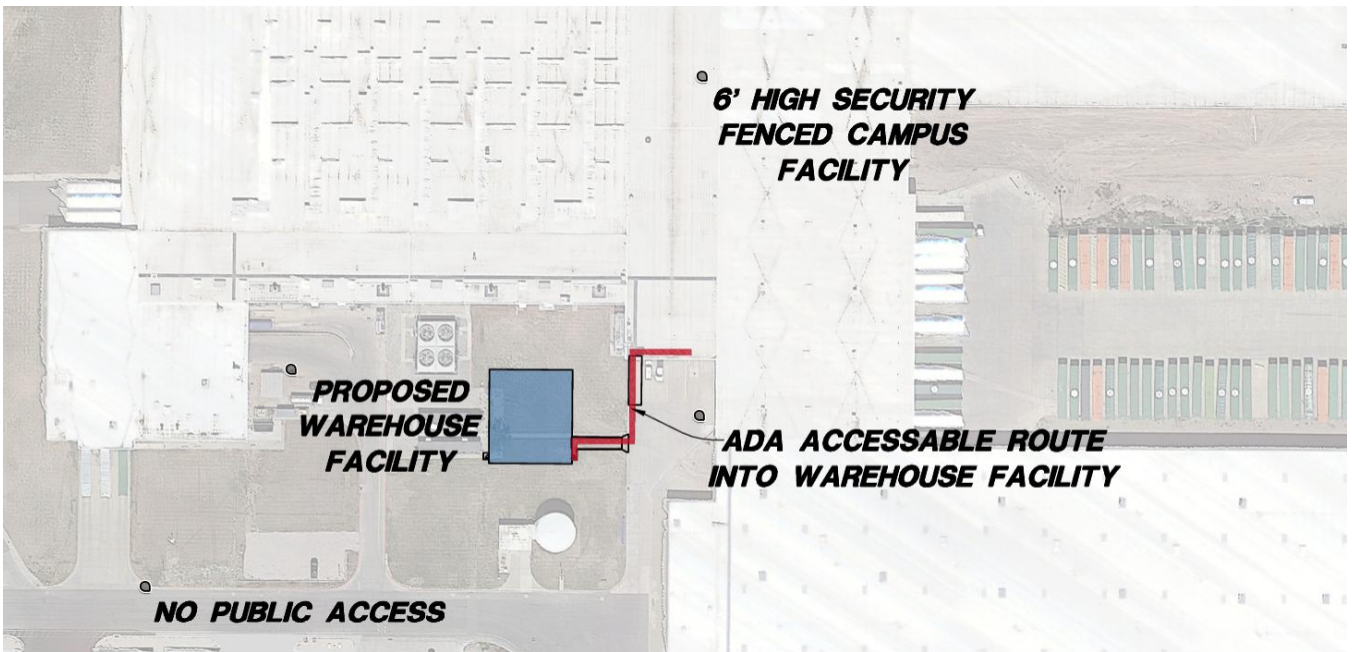 6' HIGH SECURITY
FENCED CAMPUS
FACILITY
PROPOSED
WAREHOUSE
FACILITY
ADA ACCESSABLE ROUTE
INTO WAREHOUSE FACILITY
NO PUBLIC ACCESS